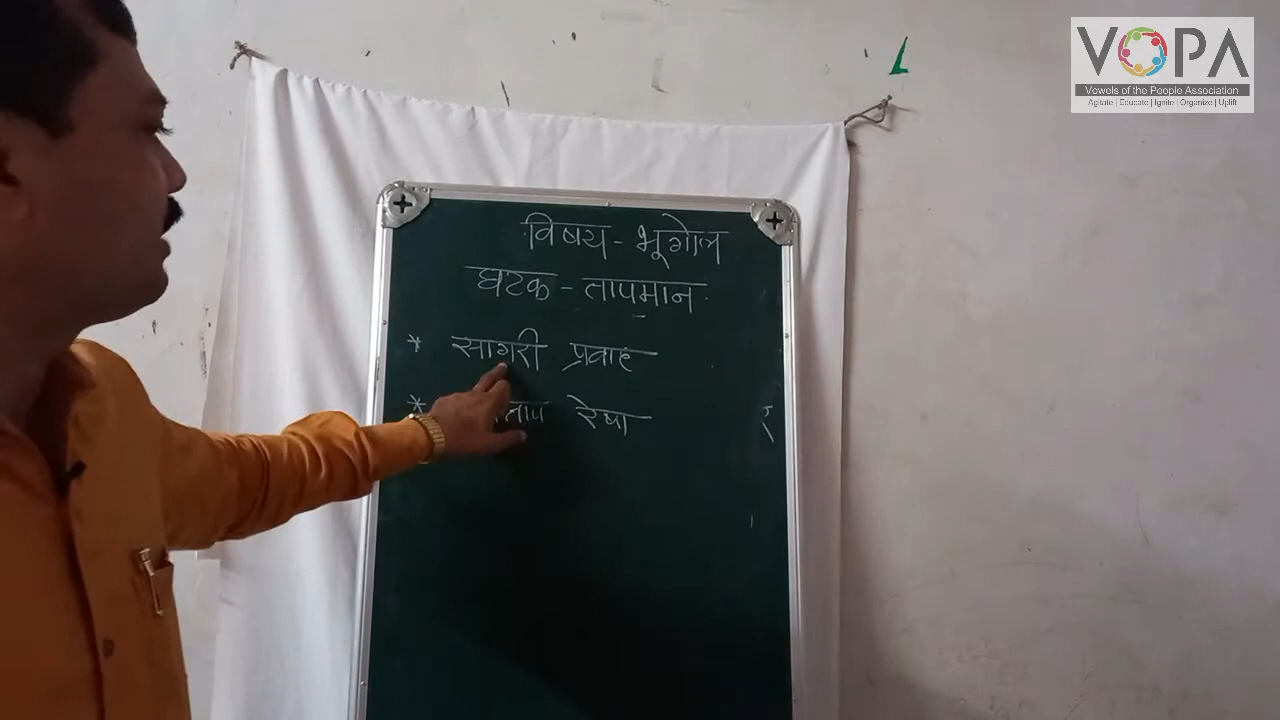 VOPA
Vowels of the People Association
Agitate | Educate | Ignite | Organize | Uplift
विषय - भूगोल
घटक - तापमान
* सागरी प्रवाह
* ताप रेषा